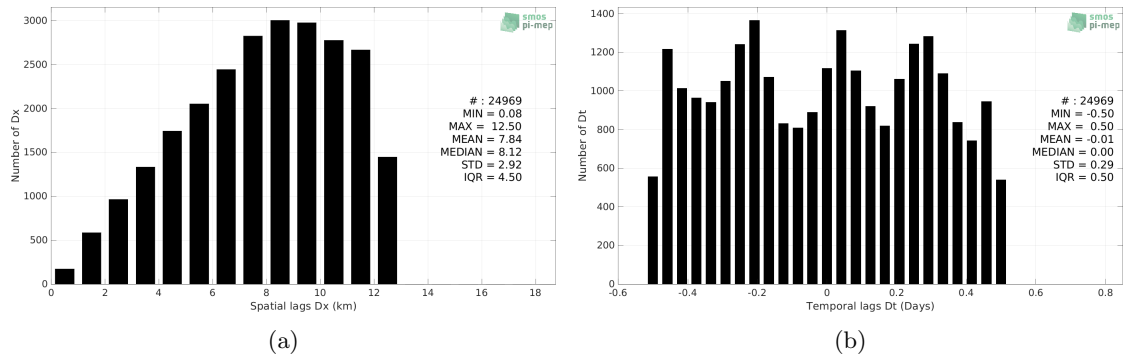 smos
pi-mep
3000
2500
2000
1500
1000
500
0
Number of Dx
# : 24969
MIN = 0.08
MAX = 12.50
MEAN = 7.84
MEDIAN = 8.12
STD = 2.92
IQR = 4.50
0 2 4 6 8 10 12 14 16 18
Spatial lags Dx (km)
(a)
smos
pi-mep
1400
1200
1000
800
600
400
200
0
Number of Dt
# : 24969
MIN = -0.50
MAX = 0.50
MEAN = -0.01
MEDIAN = 0.00
STD = 0.29
IQR = 0.50
-0.6 -0.4 -0.2 0 0.2 0.4 0.6 0.8
Temporal lags Dt (Days)
(b)